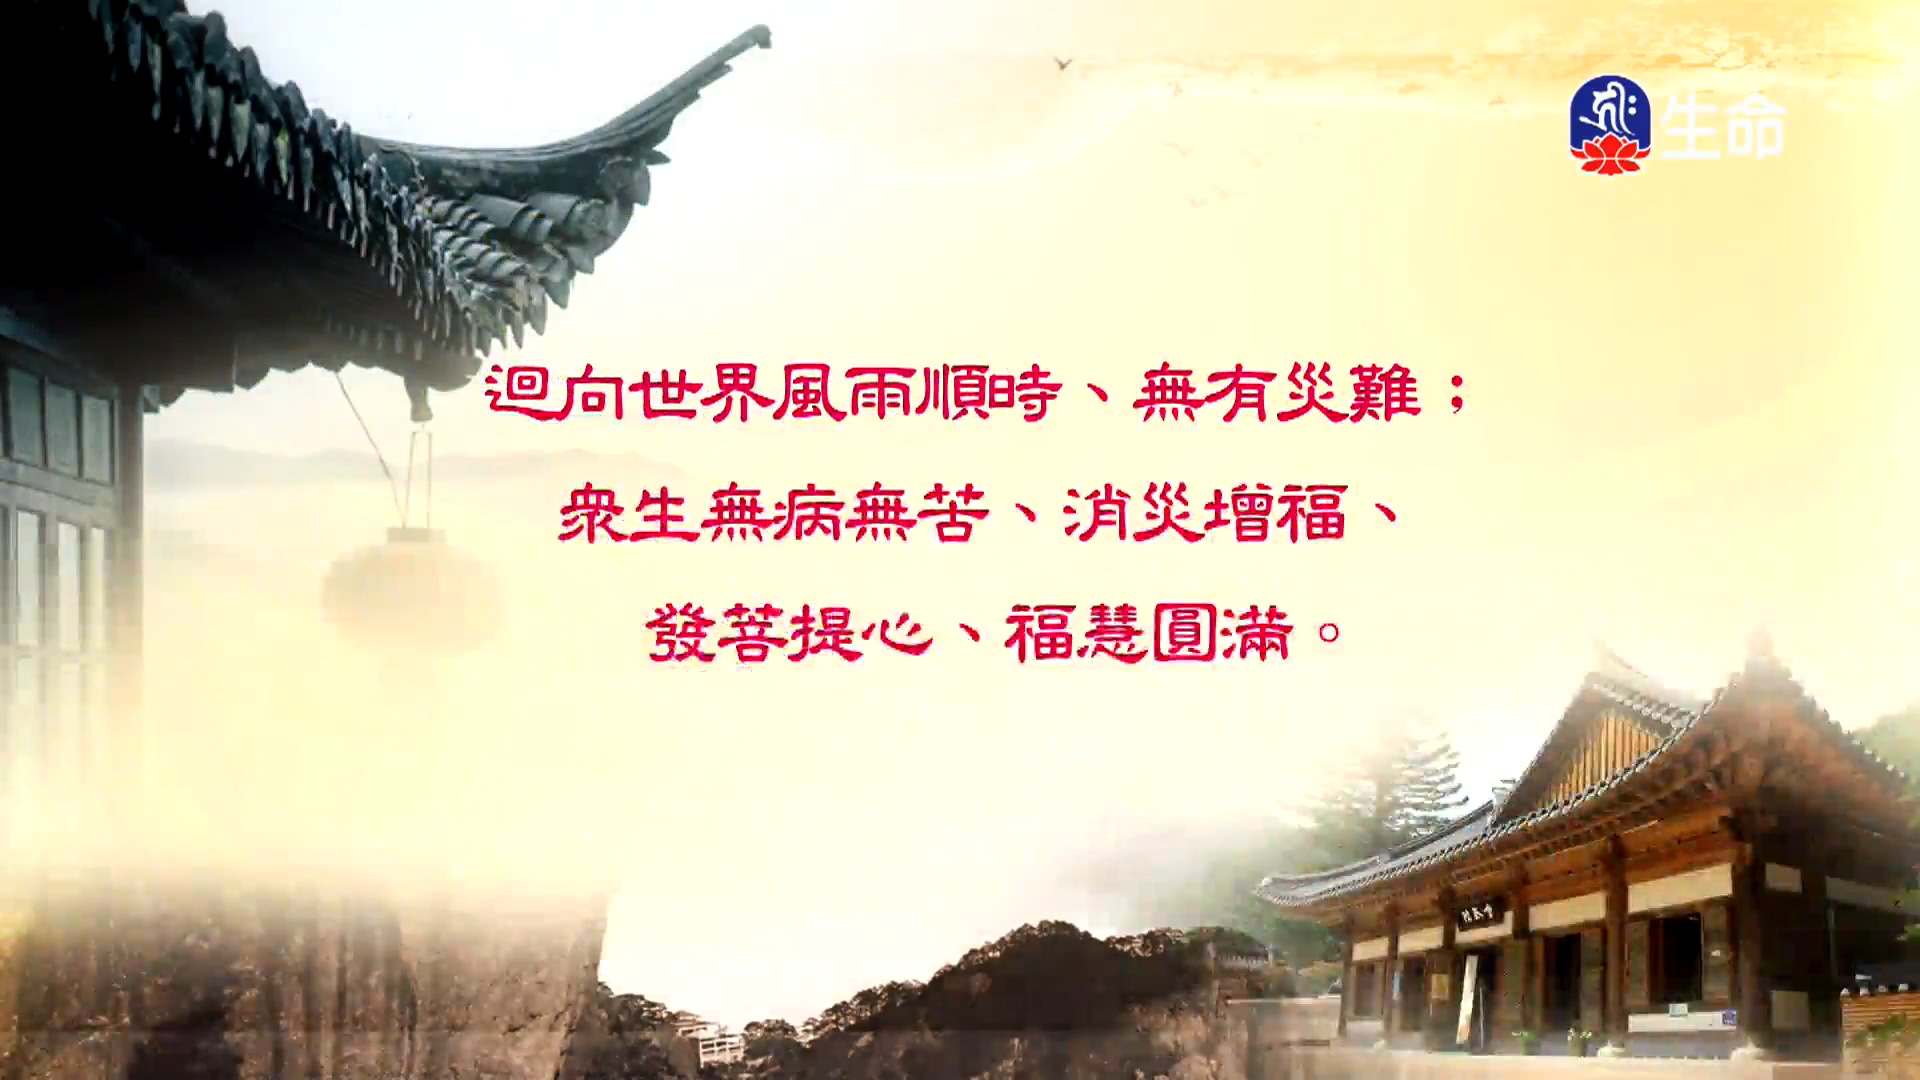 生命
迴向世界風雨順時、無有災難；
衆生無病無苦、消災增福、
發菩提心、福慧圓滿。